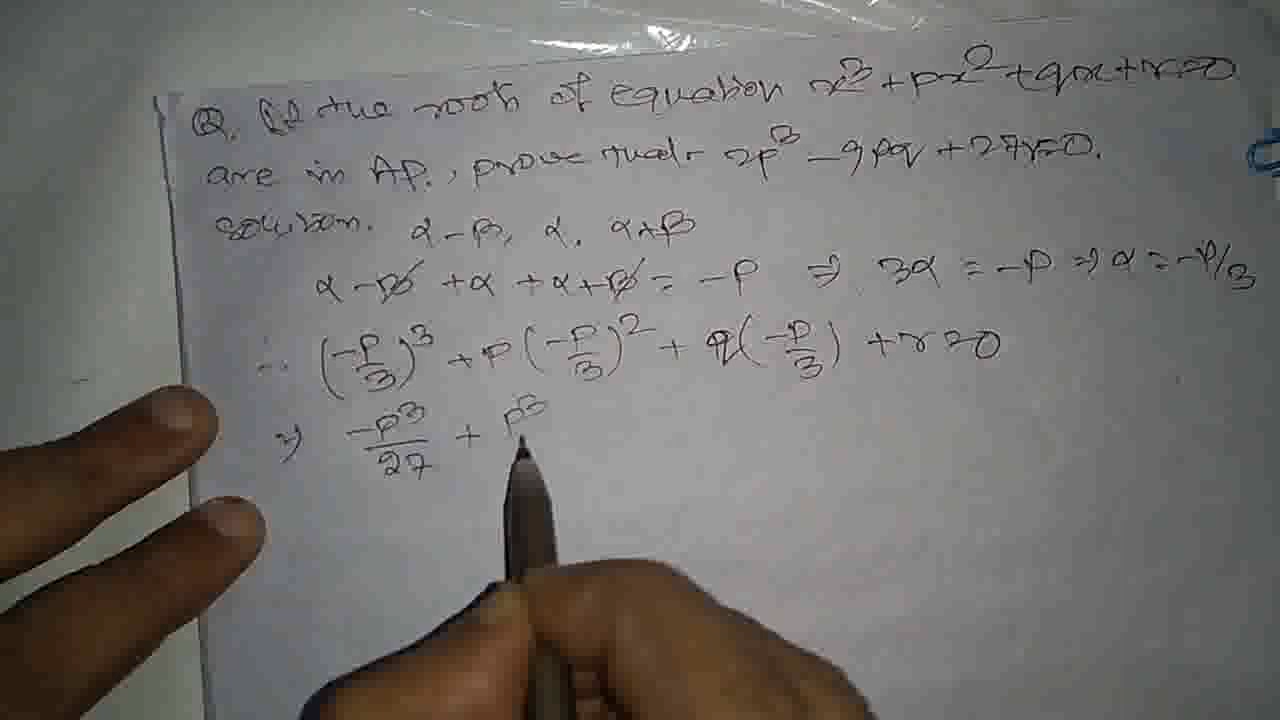 Q. If the roots of equation x³ + px² + qx + r = 0
are in AP., prove that 2p³ - 9pq + 27r = 0.
solution. α - β, α, α + β
α - β + α + α + β = -p ⇒ 3α = -p ⇒ α = -p/3
∴ (-p/3)³ + p(-p/3)² + q(-p/3) + r = 0
⇒ -p³/27 + p³